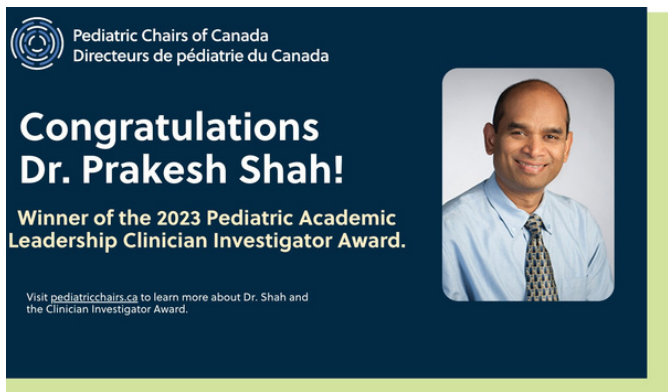 Pediatric Chairs of Canada
Directeurs de pédiatrie du Canada
Congratulations
Dr. Prakesh Shah!
Winner of the 2023 Pediatric Academic
Leadership Clinician Investigator Award.
Visit pediatricchairs.ca to learn more about Dr. Shah and
the Clinician Investigator Award.